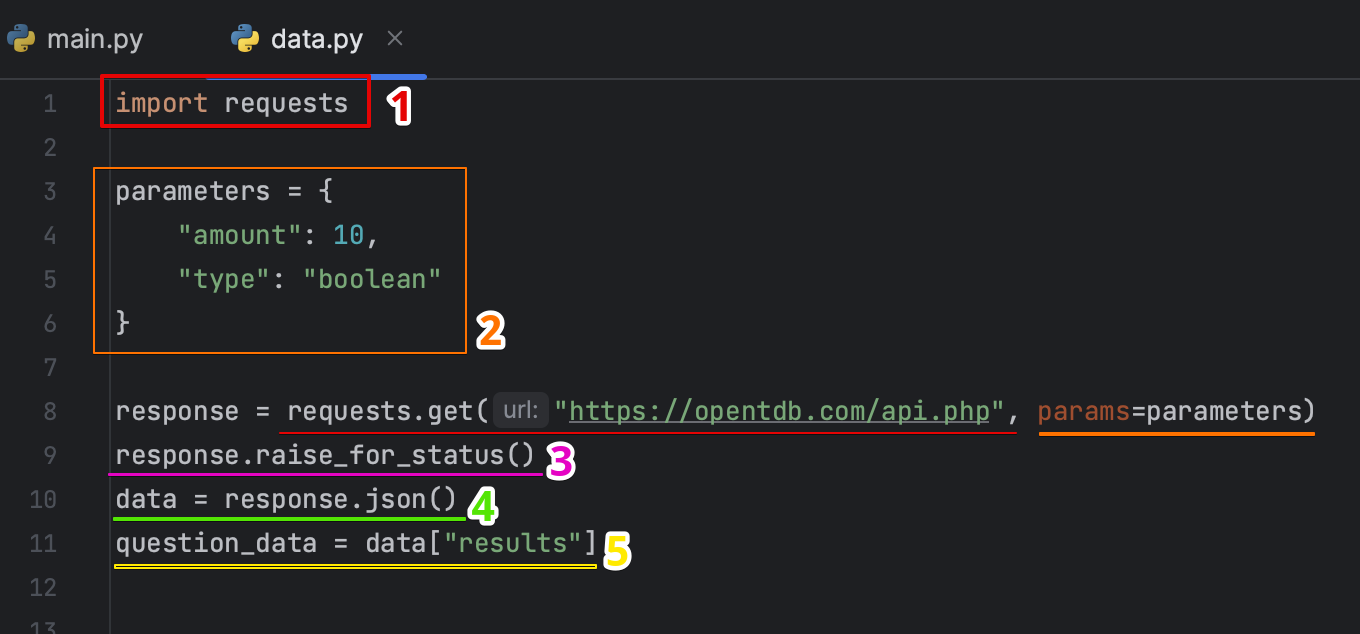 main.py data.py ×
1 import requests 1
2
3 parameters = {
4     "amount": 10,
5     "type": "boolean"
6 } 2
7
8 response = requests.get( url: "https://opentdb.com/api.php", params=parameters)
9 response.raise_for_status() 3
10 data = response.json() 4
11 question_data = data["results"] 5
12
13